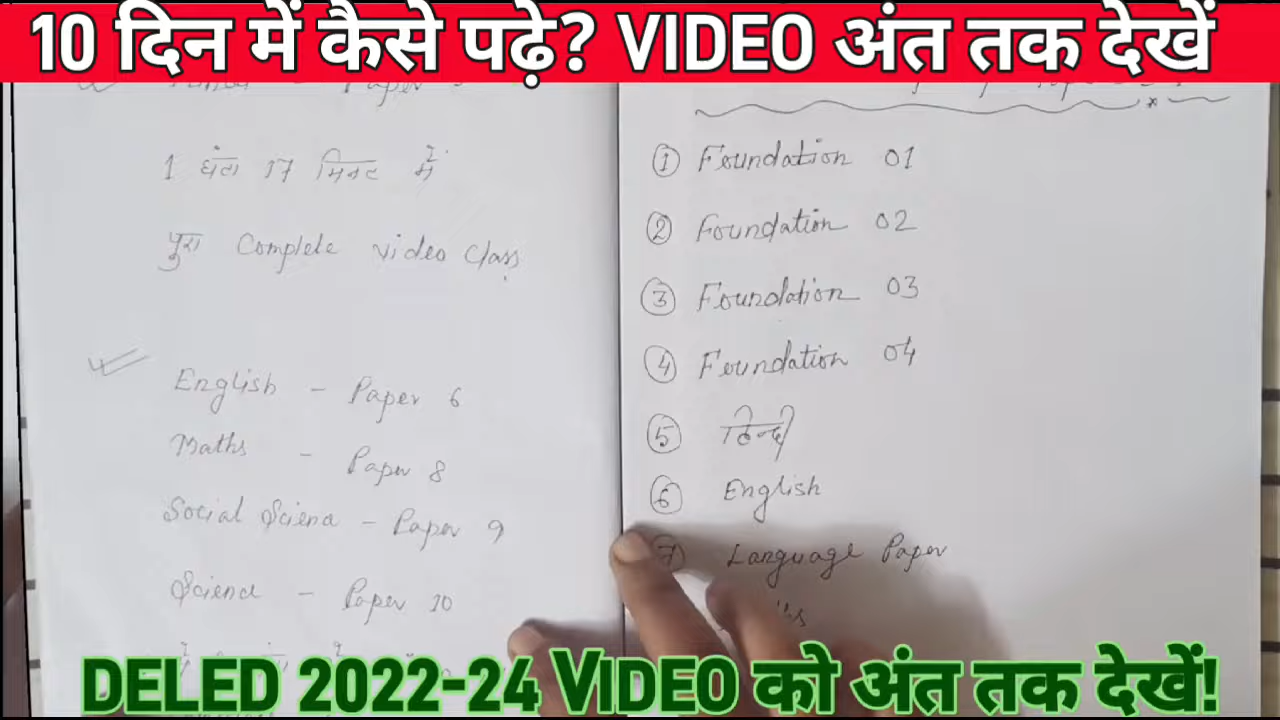 10 दिन में कैसे पढ़े? VIDEO अंत तक देखें
1 घंटा 17 मिनट में
पुरा Complete video class
English - Paper 6
Maths - Paper 8
Social Scienc - Paper 9
Science - Paper 10
① Foundation 01
② Foundation 02
③ Foundation 03
④ Foundation 04
⑤ हिन्दी
⑥ English
⑦ Language Paper
DELED 2022-24 VIDEO को अंत तक देखें!